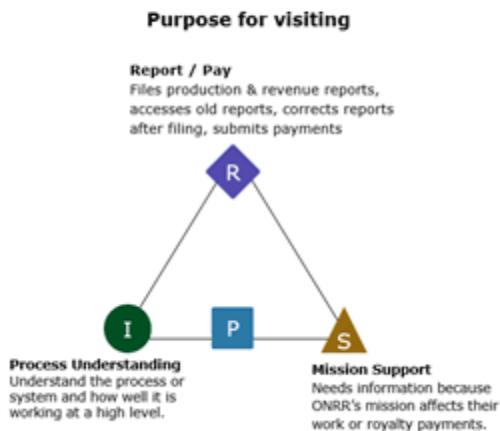 Purpose for visiting
Report / Pay
Files production & revenue reports,
accesses old reports, corrects reports
after filing, submits payments
R
I
P
S
Process Understanding
Understand the process or
system and how well it is
working at a high level.
Mission Support
Needs information because
ONRR's mission affects their
work or royalty payments.